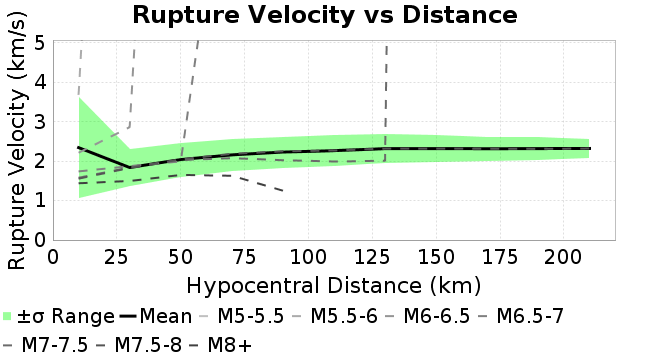 Rupture Velocity vs Distance
Rupture Velocity (km/s)
5
4
3
2
1
0
0 25 50 75 100 125 150 175 200
Hypocentral Distance (km)
±σ Range Mean M5-5.5 M5.5-6 M6-6.5 M6.5-7
M7-7.5 M7.5-8 M8+